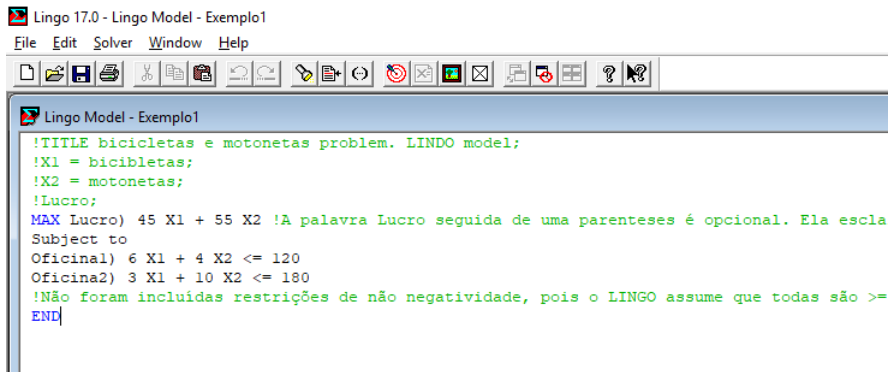 Lingo 17.0 - Lingo Model - Exemplo1
File Edit Solver Window Help
Lingo Model - Exemplo1
!TITLE bicicletas e motonetas problem. LINDO model;
!X1 = bicibletas;
!X2 = motonetas;
!Lucro;
MAX Lucro) 45 X1 + 55 X2 !A palavra Lucro seguida de uma parenteses é opcional. Ela escla
Subject to
Oficina1) 6 X1 + 4 X2 <= 120
Oficina2) 3 X1 + 10 X2 <= 180
!Não foram incluídas restrições de não negatividade, pois o LINGO assume que todas são >=
END